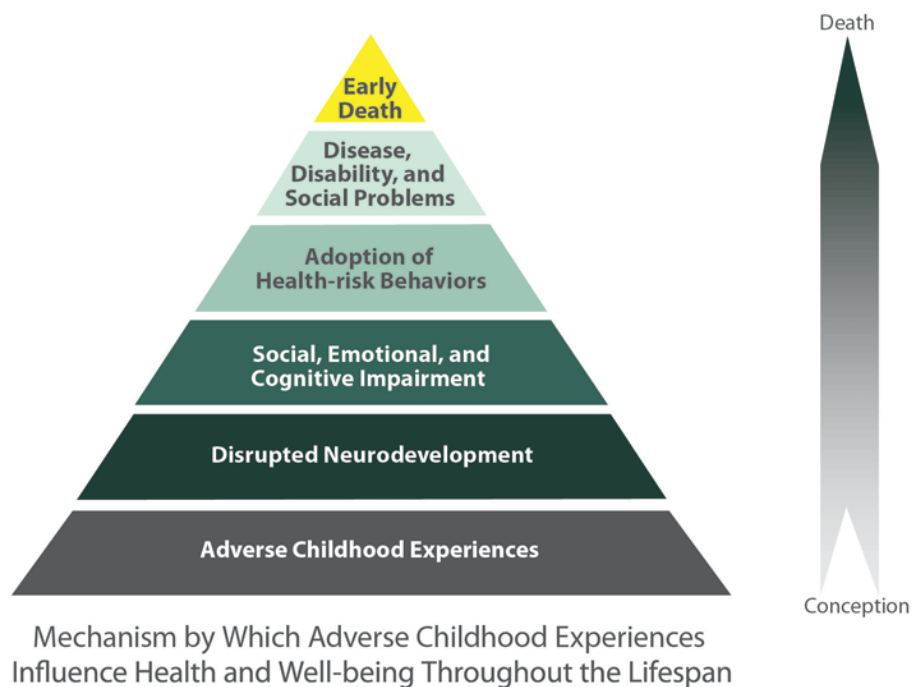 Death
Early
Death
Disease,
Disability, and
Social Problems
Adoption of
Health-risk Behaviors
Social, Emotional, and
Cognitive Impairment
Disrupted Neurodevelopment
Adverse Childhood Experiences
Conception
Mechanism by Which Adverse Childhood Experiences
Influence Health and Well-being Throughout the Lifespan